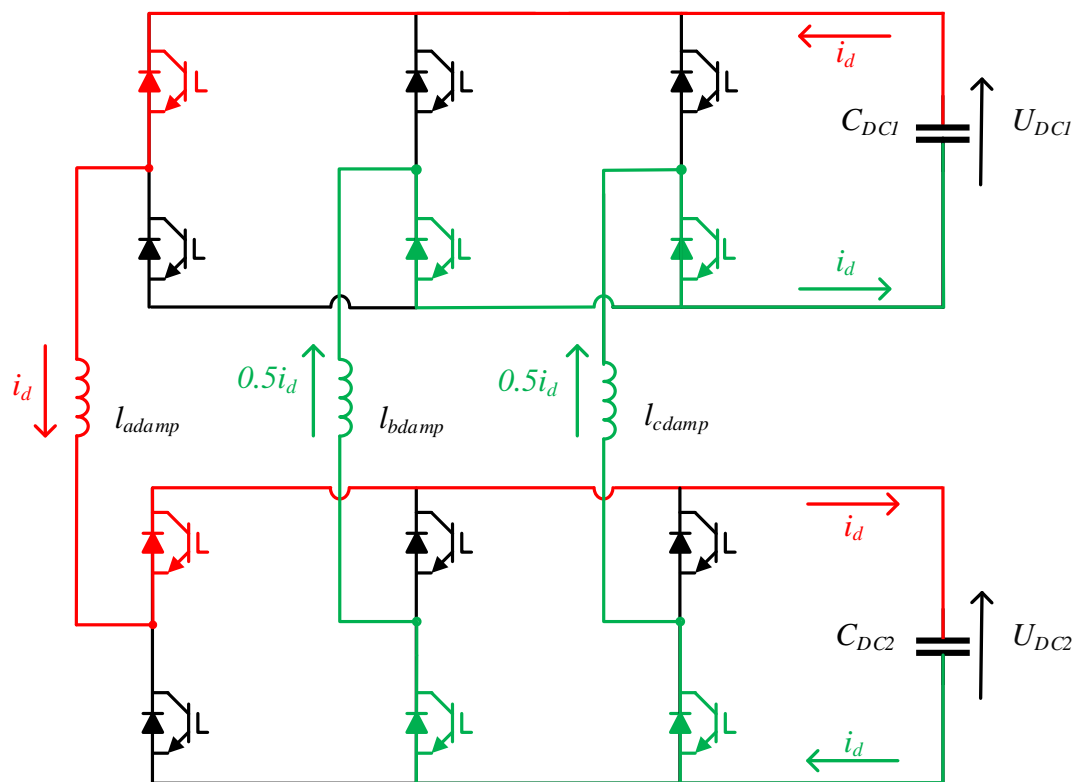 i_d
C_DC1
U_DC1
i_d
i_d
l_adamp
0.5i_d
l_bdamp
0.5i_d
l_cdamp
i_d
C_DC2
U_DC2
i_d